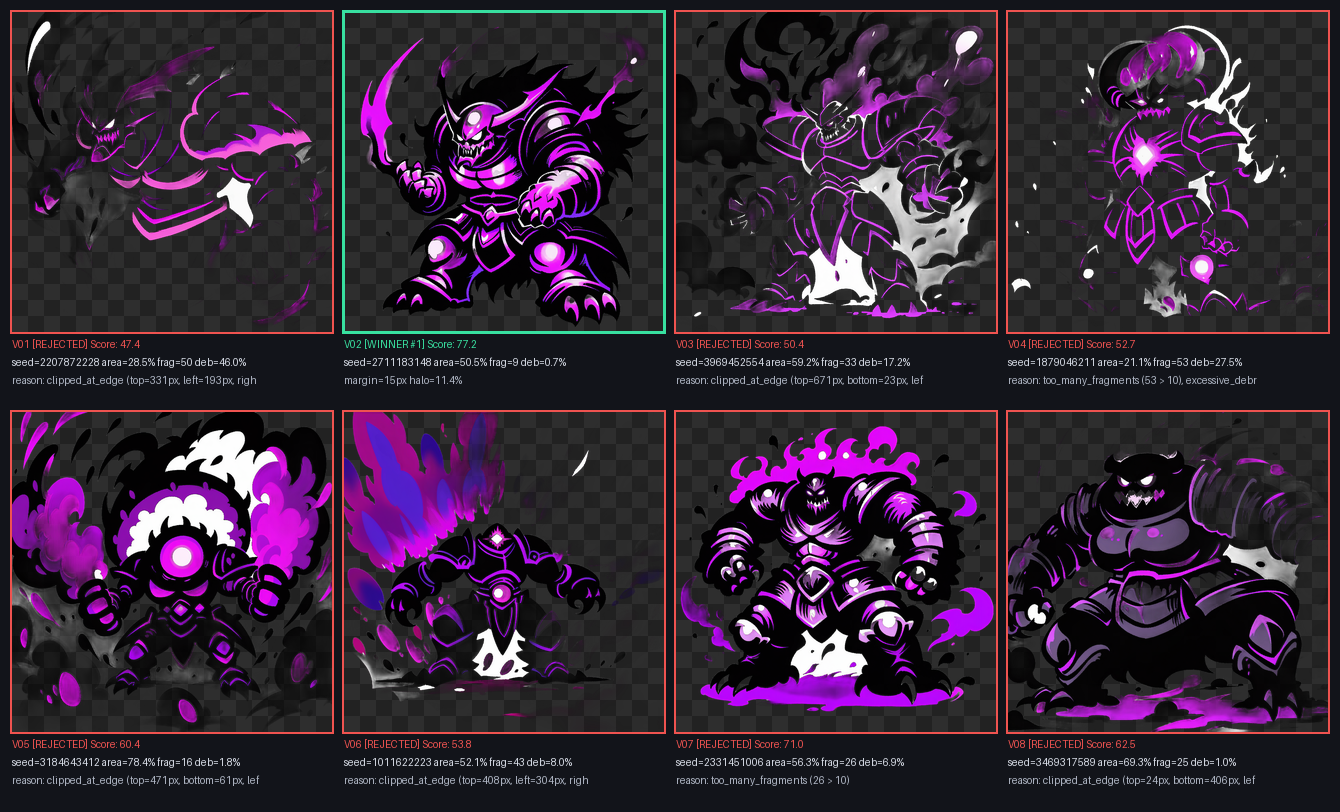 V01 [REJECTED] Score: 47.4
seed=2207872228 area=28.5% frag=50 deb=46.0%
reason: clipped_at_edge (top=331px, left=193px, righ
V02 [WINNER #1] Score: 77.2
seed=2711183148 area=50.5% frag=9 deb=0.7%
margin=15px halo=11.4%
V03 [REJECTED] Score: 50.4
seed=3969452554 area=59.2% frag=33 deb=17.2%
reason: clipped_at_edge (top=671px, bottom=23px, lef
V04 [REJECTED] Score: 52.7
seed=1879046211 area=21.1% frag=53 deb=27.5%
reason: too_many_fragments (53 > 10), excessive_debr
V05 [REJECTED] Score: 60.4
seed=3184643412 area=78.4% frag=16 deb=1.8%
reason: clipped_at_edge (top=471px, bottom=61px, lef
V06 [REJECTED] Score: 53.8
seed=1011622223 area=52.1% frag=43 deb=8.0%
reason: clipped_at_edge (top=408px, left=304px, righ
V07 [REJECTED] Score: 71.0
seed=2331451006 area=56.3% frag=26 deb=6.9%
reason: too_many_fragments (26 > 10)
V08 [REJECTED] Score: 62.5
seed=3469317589 area=69.3% frag=25 deb=1.0%
reason: clipped_at_edge (top=24px, bottom=406px, lef